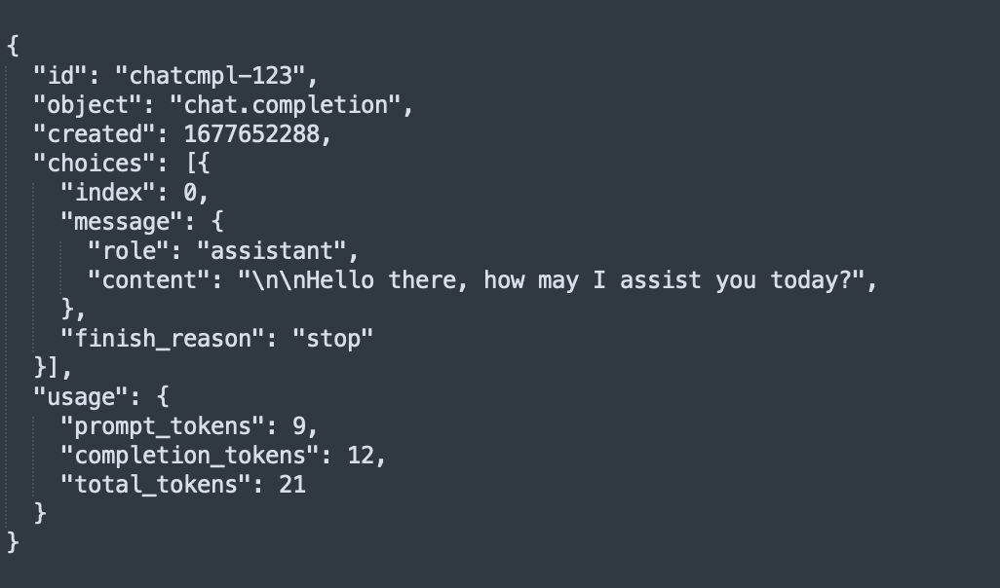 {
  "id": "chatcmpl-123",
  "object": "chat.completion",
  "created": 1677652288,
  "choices": [{
    "index": 0,
    "message": {
      "role": "assistant",
      "content": "\n\nHello there, how may I assist you today?",
    },
    "finish_reason": "stop"
  }],
  "usage": {
    "prompt_tokens": 9,
    "completion_tokens": 12,
    "total_tokens": 21
  }
}